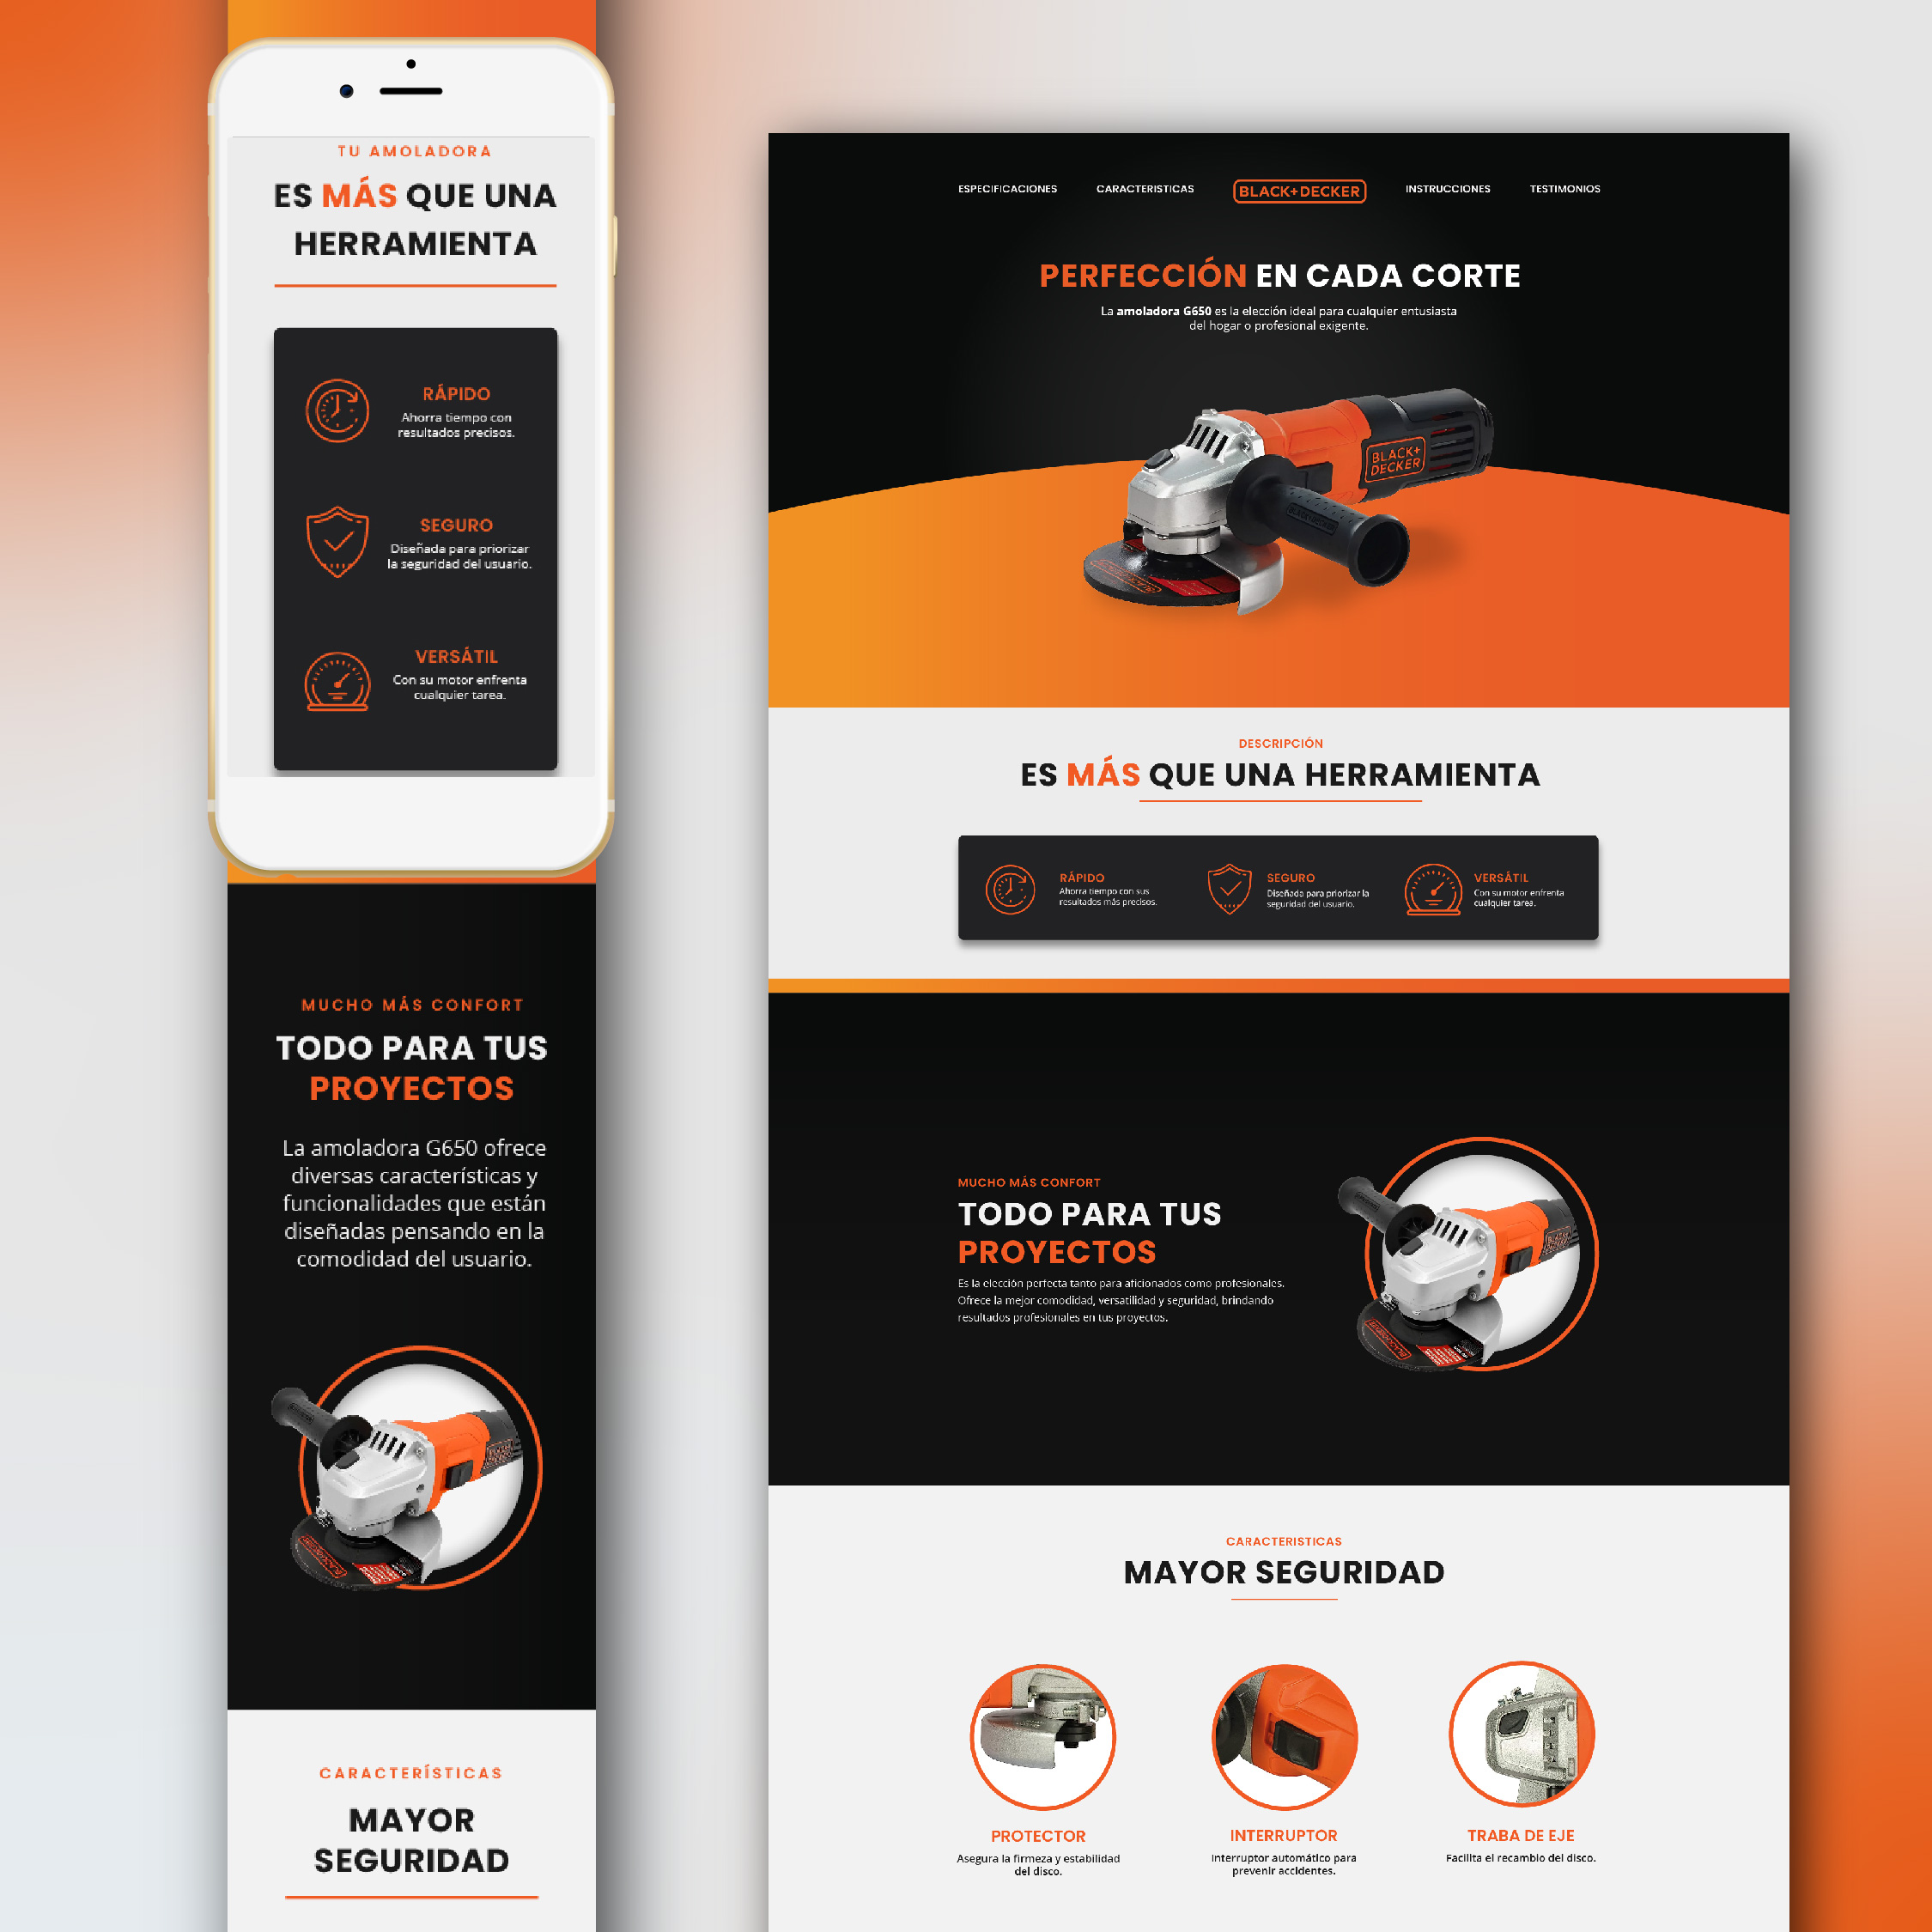 TU AMOLADORA
ES MÁS QUE UNA
HERRAMIENTA
RÁPIDO
Ahorra tiempo con
resultados precisos.
SEGURO
Diseñada para priorizar
la seguridad del usuario.
VERSÁTIL
Con su motor enfrenta
cualquier tarea.
MUCHO MÁS CONFORT
TODO PARA TUS
PROYECTOS
La amoladora G650 ofrece
diversas características y
funcionalidades que están
diseñadas pensando en la
comodidad del usuario.
CARACTERÍSTICAS
MAYOR
SEGURIDAD
ESPECIFICACIONES CARACTERISTICAS BLACK+DECKER INSTRUCCIONES TESTIMONIOS
PERFECCIÓN EN CADA CORTE
La amoladora G650 es la elección ideal para cualquier entusiasta
del hogar o profesional exigente.
BLACK+
DECKER
BLACK+DECKER
DESCRIPCIÓN
ES MÁS QUE UNA HERRAMIENTA
RÁPIDO
Ahorra tiempo con sus
resultados más precisos.
SEGURO
Diseñada para priorizar la
seguridad del usuario.
VERSÁTIL
Con su motor enfrenta
cualquier tarea.
MUCHO MÁS CONFORT
TODO PARA TUS
PROYECTOS
Es la elección perfecta tanto para aficionados como profesionales.
Ofrece la mejor comodidad, versatilidad y seguridad, brindando
resultados profesionales en tus proyectos.
CARACTERISTICAS
MAYOR SEGURIDAD
PROTECTOR
Asegura la firmeza y estabilidad
del disco.
INTERRUPTOR
Interruptor automático para
prevenir accidentes.
TRABA DE EJE
Facilita el recambio del disco.